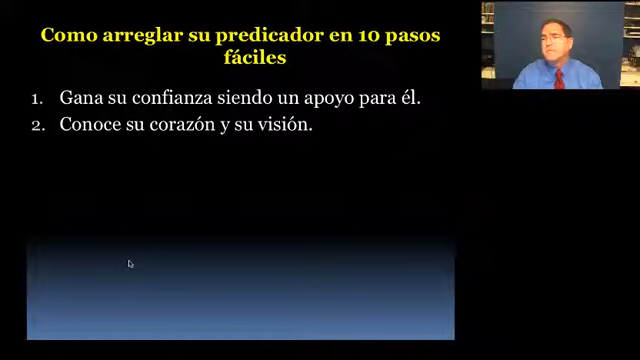 Como arreglar su predicador en 10 pasos
fáciles
1. Gana su confianza siendo un apoyo para él.
2. Conoce su corazón y su visión.